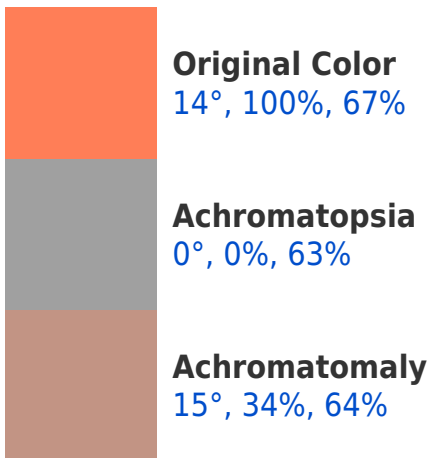 Original Color
14°, 100%, 67%
Achromatopsia
0°, 0%, 63%
Achromatomaly
15°, 34%, 64%